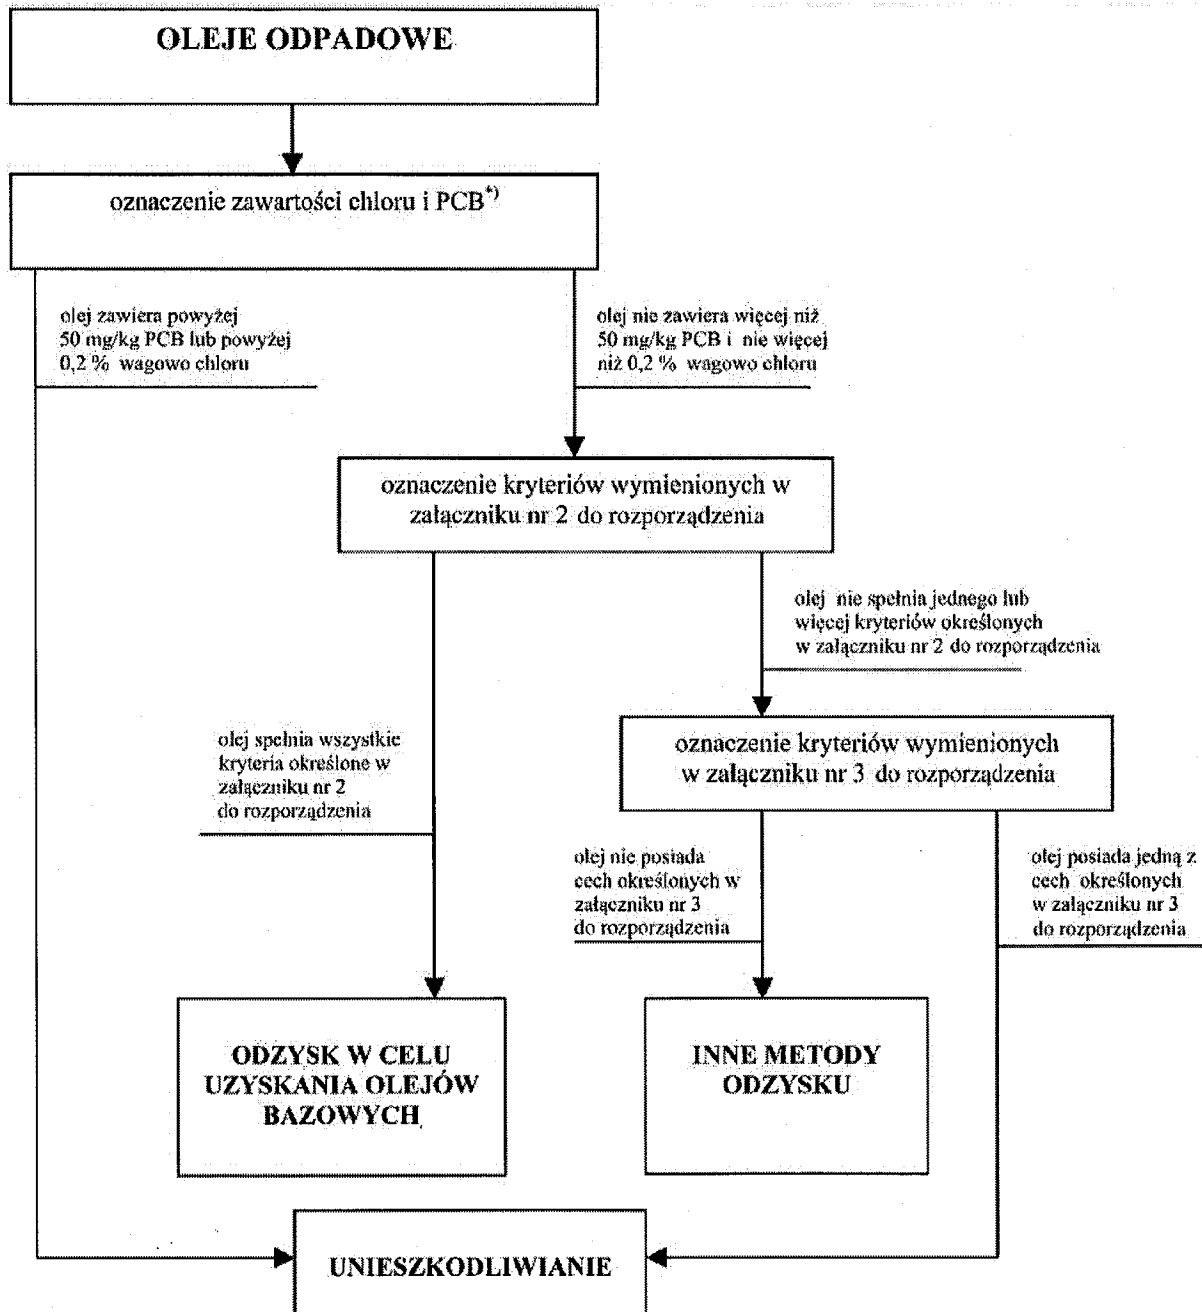 OLEJE ODPADOWE
oznaczenie zawartości chloru i PCB*)
olej zawiera powyżej
50 mg/kg PCB lub powyżej
0,2 % wagowo chloru
olej nie zawiera więcej niż
50 mg/kg PCB i nie więcej
niż 0,2 % wagowo chloru
oznaczenie kryteriów wymienionych w
załączniku nr 2 do rozporządzenia
olej nie spełnia jednego lub
więcej kryteriów określonych
w załączniku nr 2 do rozporządzenia
olej spełnia wszystkie
kryteria określone w
załączniku nr 2
do rozporządzenia
oznaczenie kryteriów wymienionych
w załączniku nr 3 do rozporządzenia
olej nie posiada
cech określonych w
załączniku nr 3
do rozporządzenia
olej posiada jedną z
cech określonych
w załączniku nr 3
do rozporządzenia
ODZYSK W CELU
UZYSKANIA OLEJÓW
BAZOWYCH
INNE METODY
ODZYSKU
UNIESZKODLIWIANIE